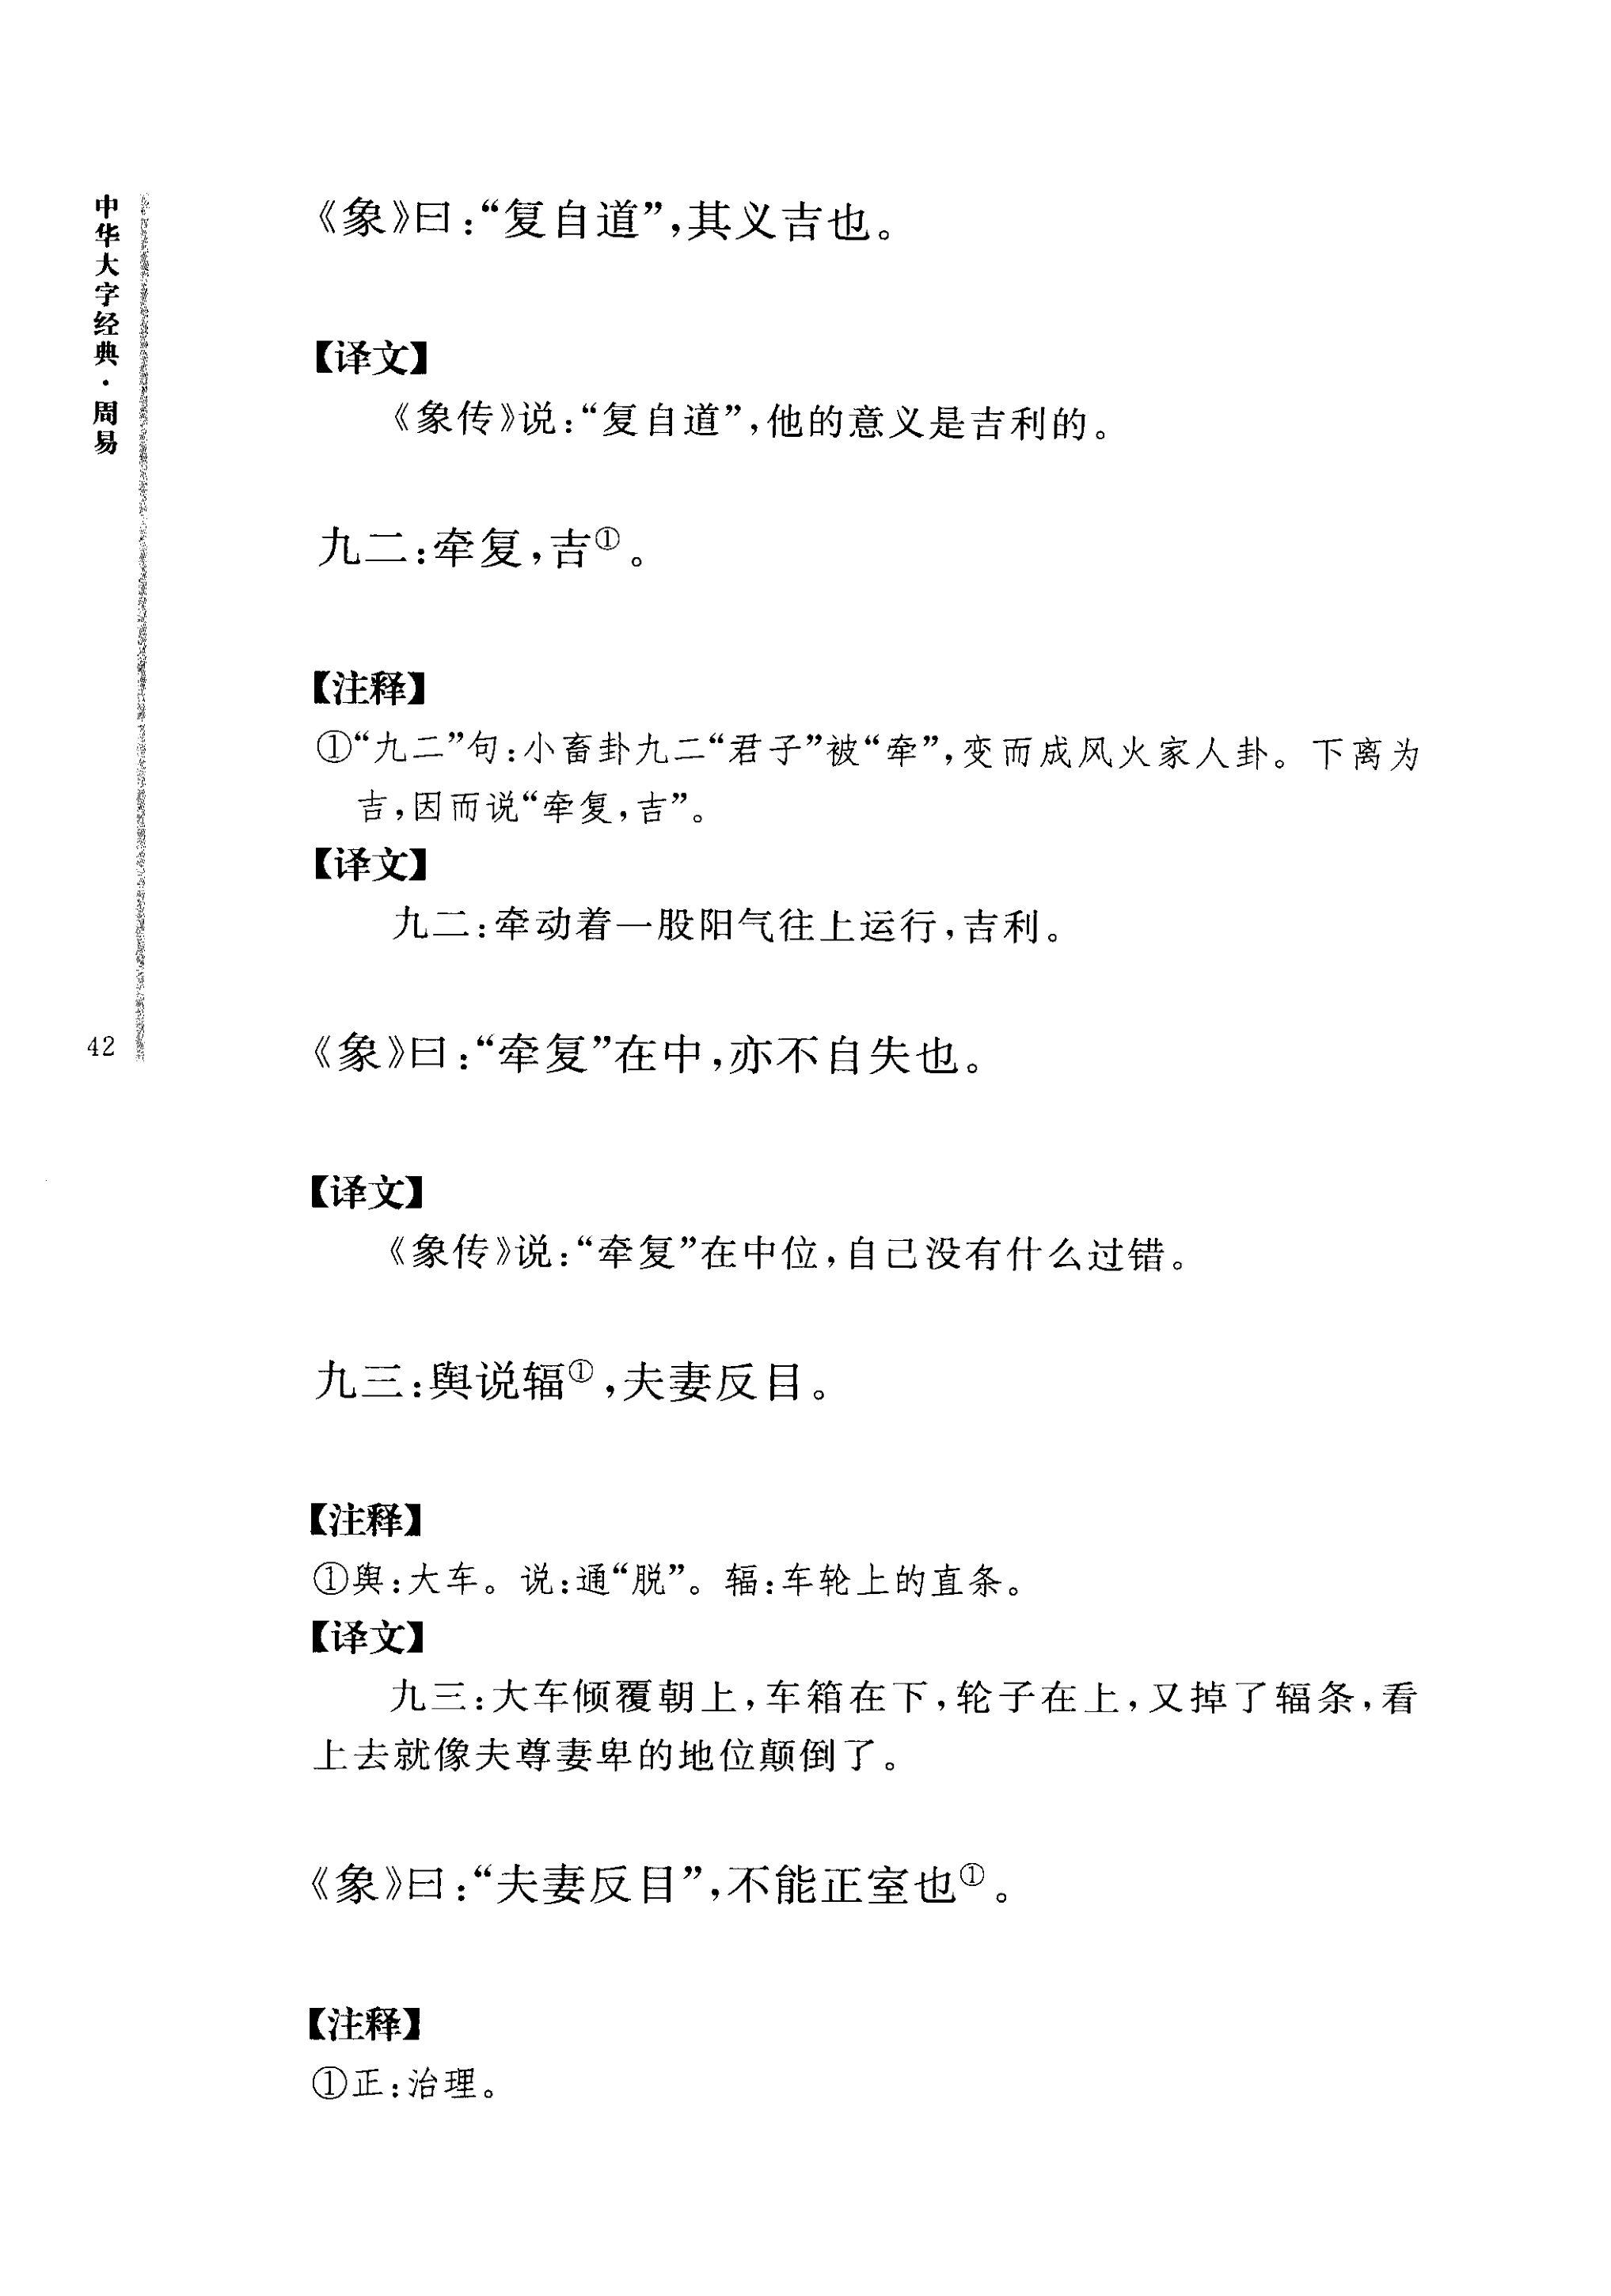 中华大字经典·周易
42
《象》曰:“复自道”,其义吉也。
【译文】
《象传》说:“复自道”,他的意义是吉利的。
九二:牵复,吉①。
【注释】
①“九二”句:小畜卦九二“君子”被“牵”,变而成风火家人卦。下离为
吉,因而说“牵复,吉”。
【译文】
九二:牵动着一股阳气往上运行,吉利。
《象》曰:“牵复”在中,亦不自失也。
【译文】
《象传》说:“牵复”在中位,自己没有什么过错。
九三:舆说辐①,夫妻反目。
【注释】
①舆:大车。说:通“脱”。辐:车轮上的直条。
【译文】
九三:大车倾覆朝上,车箱在下,轮子在上,又掉了辐条,看
上去就像夫尊妻卑的地位颠倒了。
《象》曰:“夫妻反目”,不能正室也①。
【注释】
①正:治理。